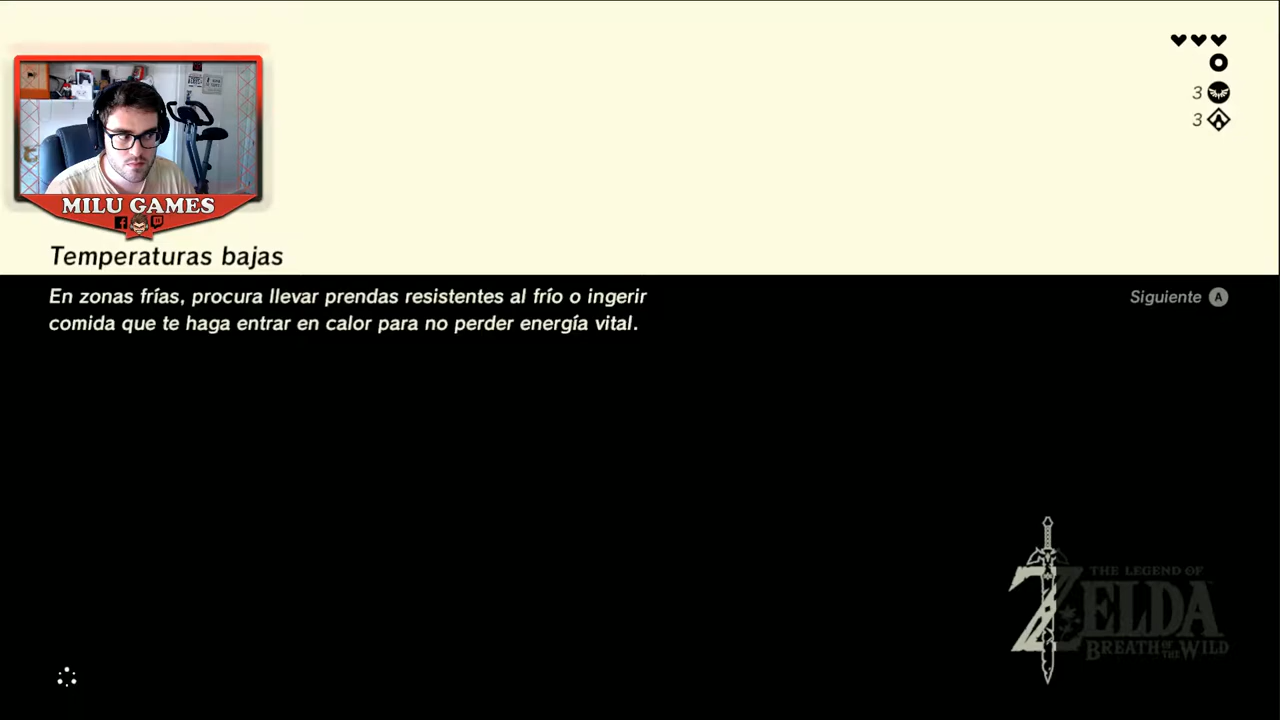 3
3
MILU GAMES
Temperaturas bajas
En zonas frías, procura llevar prendas resistentes al frío o ingerir
comida que te haga entrar en calor para no perder energía vital.
Siguiente A
THE LEGEND OF
ZELDA
BREATH OF THE WILD